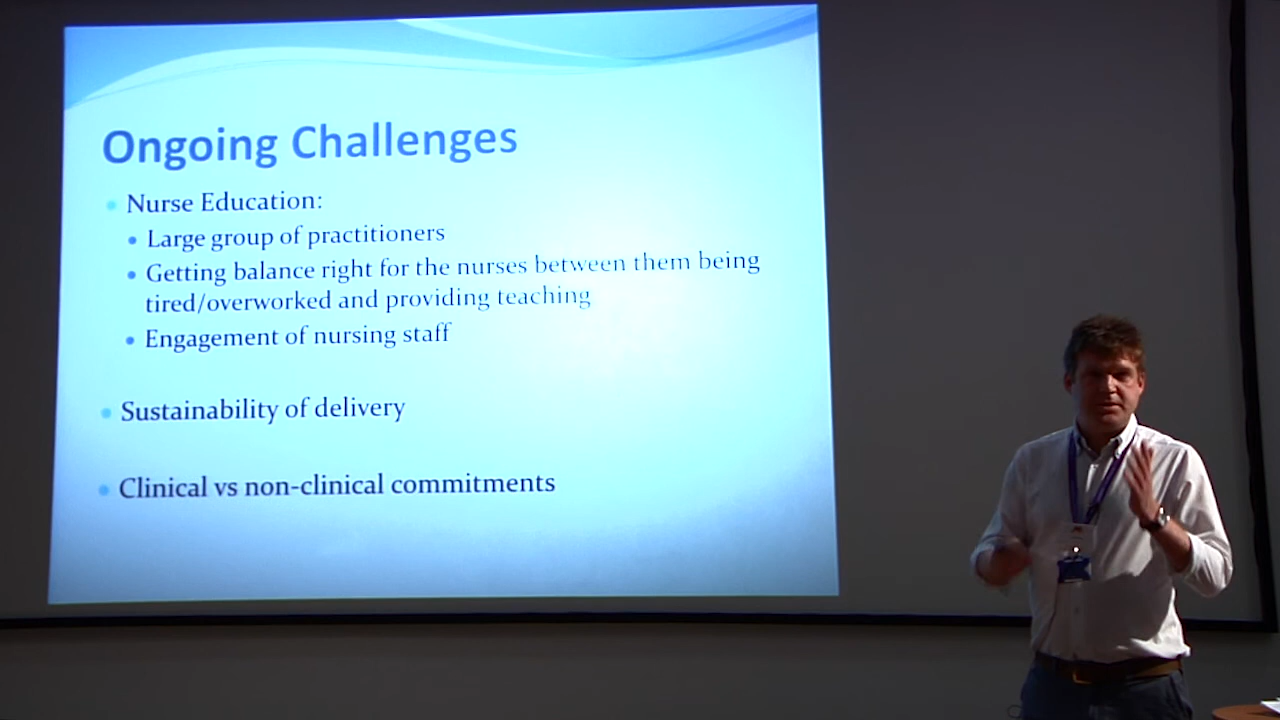 Ongoing Challenges
Nurse Education:
Large group of practitioners
Getting balance right for the nurses between them being
tired/overworked and providing teaching
Engagement of nursing staff
Sustainability of delivery
Clinical vs non-clinical commitments